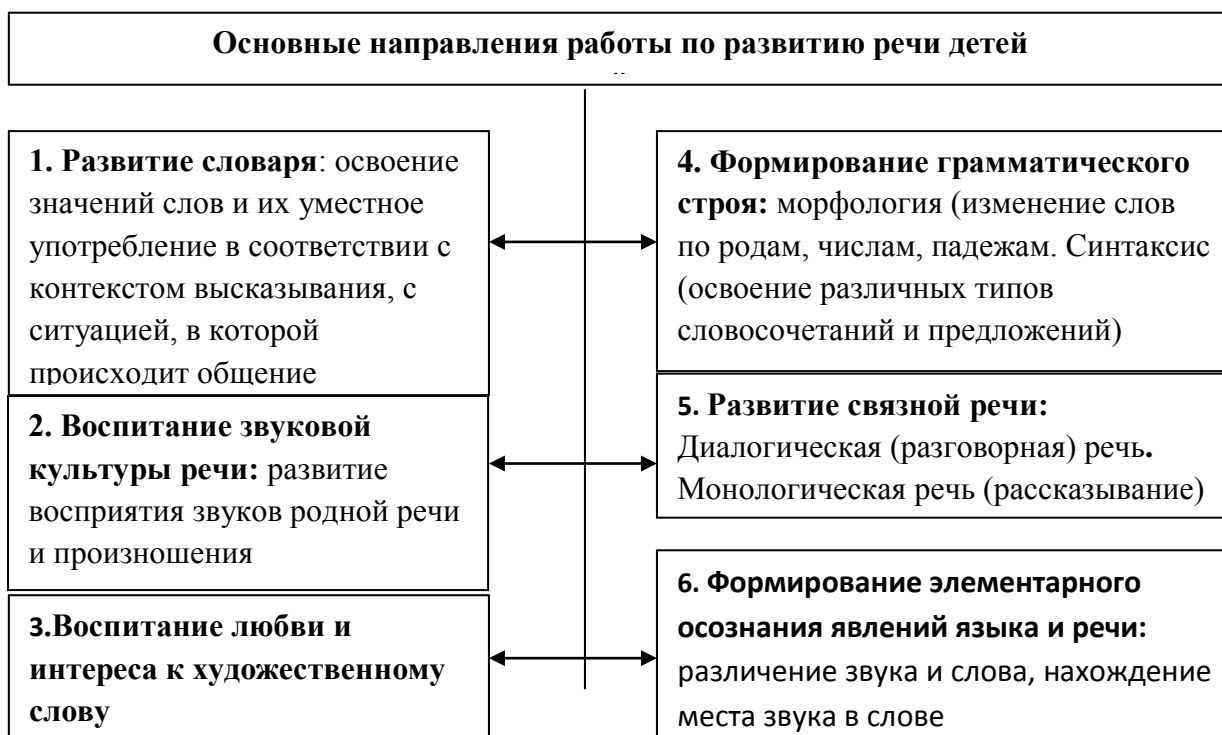 Основные направления работы по развитию речи детей
1. Развитие словаря: освоение
значений слов и их уместное
употребление в соответствии с
контекстом высказывания, с
ситуацией, в которой
происходит общение
2. Воспитание звуковой
культуры речи: развитие
восприятия звуков родной речи
и произношения
3.Воспитание любви и
интереса к художественному
слову
4. Формирование грамматического
строя: морфология (изменение слов
по родам, числам, падежам. Синтаксис
(освоение различных типов
словосочетаний и предложений)
5. Развитие связной речи:
Диалогическая (разговорная) речь.
Монологическая речь (рассказывание)
6. Формирование элементарного
осознания явлений языка и речи:
различение звука и слова, нахождение
места звука в слове